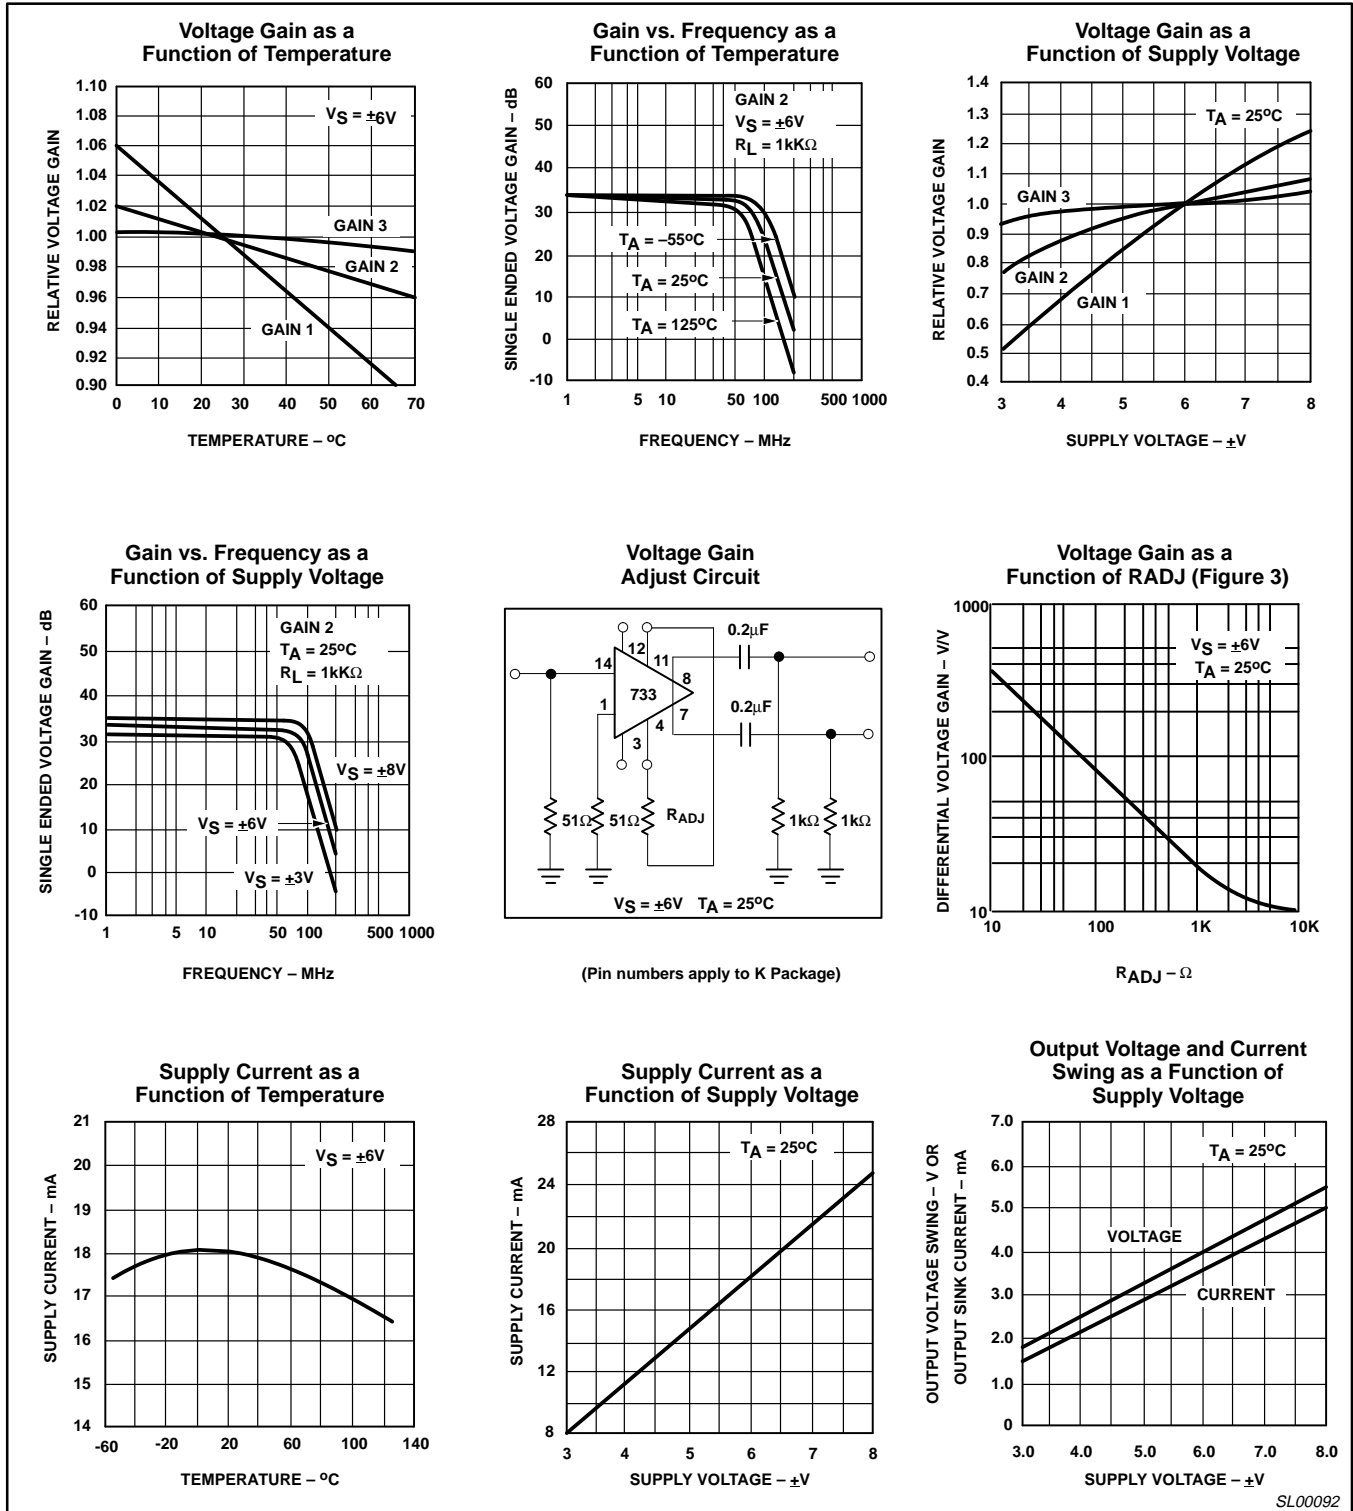 Voltage Gain as a
Function of Temperature
RELATIVE VOLTAGE GAIN
1.10
1.08
1.06
1.04
1.02
1.00
0.98
0.96
0.94
0.92
0.90
VS = ±6V
GAIN 3
GAIN 2
GAIN 1
0 10 20 30 40 50 60 70
TEMPERATURE – oC
Gain vs. Frequency as a
Function of Temperature
SINGLE ENDED VOLTAGE GAIN – dB
60
50
40
30
20
10
0
-10
GAIN 2
VS = ±6V
RL = 1kKΩ
TA = –55oC
TA = 25oC
TA = 125oC
1 5 10 50 100 500 1000
FREQUENCY – MHz
Voltage Gain as a
Function of Supply Voltage
RELATIVE VOLTAGE GAIN
1.4
1.3
1.2
1.1
1.0
0.9
0.8
0.7
0.6
0.5
0.4
TA = 25oC
GAIN 3
GAIN 2
GAIN 1
3 4 5 6 7 8
SUPPLY VOLTAGE – ±V
Gain vs. Frequency as a
Function of Supply Voltage
SINGLE ENDED VOLTAGE GAIN – dB
60
50
40
30
20
10
0
-10
GAIN 2
TA = 25oC
RL = 1kKΩ
VS = ±8V
VS = ±6V
VS = ±3V
1 5 10 50 100 500 1000
FREQUENCY – MHz
Voltage Gain
Adjust Circuit
0.2µF
12
11
14
8
733
1
7
0.2µF
4
3
51Ω
51Ω
RADJ
1kΩ
1kΩ
VS = ±6V TA = 25oC
(Pin numbers apply to K Package)
Voltage Gain as a
Function of RADJ (Figure 3)
DIFFERENTIAL VOLTAGE GAIN – V/V
1000
100
10
VS = ±6V
TA = 25oC
10 100 1K 10K
RADJ – Ω
Supply Current as a
Function of Temperature
SUPPLY CURRENT – mA
21
20
19
18
17
16
15
14
VS = ±6V
-60 -20 20 60 100 140
TEMPERATURE – oC
Supply Current as a
Function of Supply Voltage
SUPPLY CURRENT – mA
28
24
20
16
12
8
TA = 25oC
3 4 5 6 7 8
SUPPLY VOLTAGE – ±V
Output Voltage and Current
Swing as a Function of
Supply Voltage
OUTPUT VOLTAGE SWING – V OR
OUTPUT SINK CURRENT – mA
7.0
6.0
5.0
4.0
3.0
2.0
1.0
0
TA = 25oC
VOLTAGE
CURRENT
3.0 4.0 5.0 6.0 7.0 8.0
SUPPLY VOLTAGE – ±V
SL00092